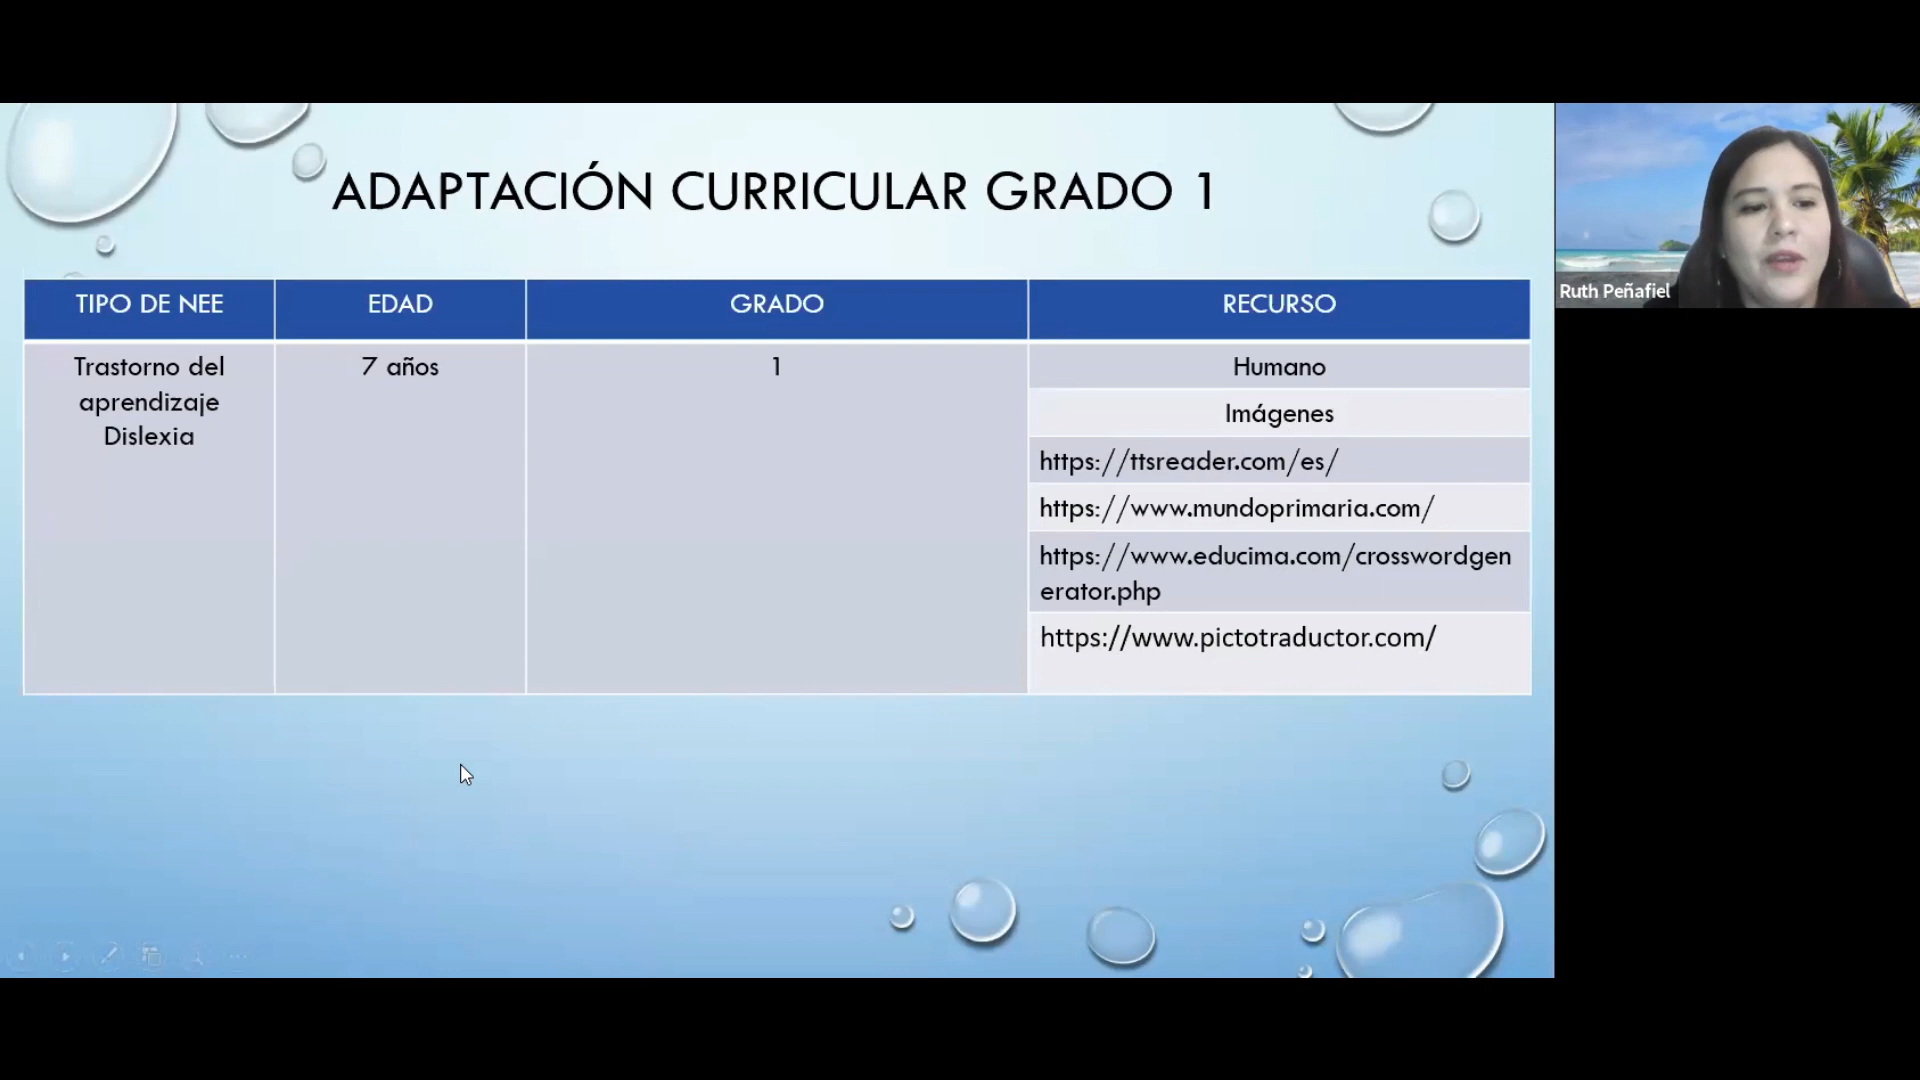 ADAPTACIÓN CURRICULAR GRADO 1
TIPO DE NEE
EDAD
GRADO
RECURSO
Trastorno del
aprendizaje
Dislexia
7 años
1
Humano
Imágenes
https://ttsreader.com/es/
https://www.mundoprimaria.com/
https://www.educima.com/crosswordgen
erator.php
https://www.pictotraductor.com/
Ruth Peñafiel